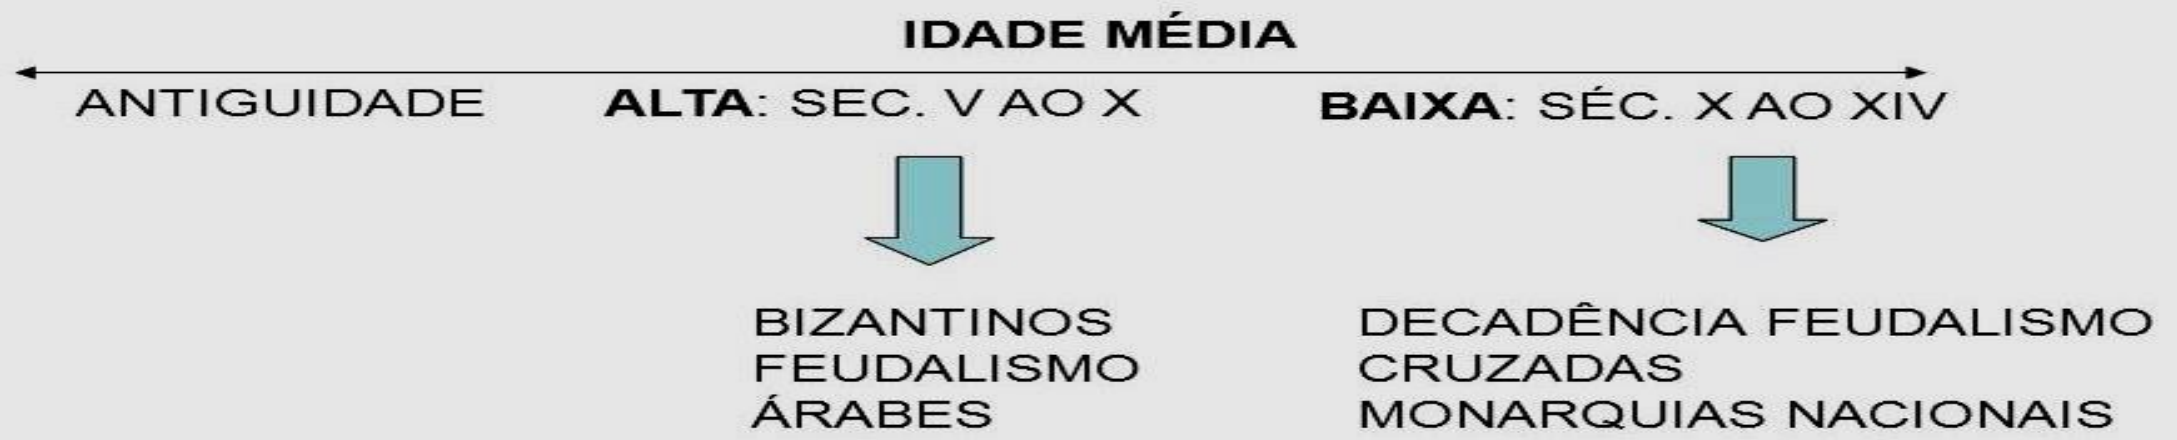 IDADE MÉDIA
ANTIGUIDADE ALTA: SEC. V AO X BAIXA: SÉC. X AO XIV
BIZANTINOS
FEUDALISMO
ÁRABES
DECADÊNCIA FEUDALISMO
CRUZADAS
MONARQUIAS NACIONAIS